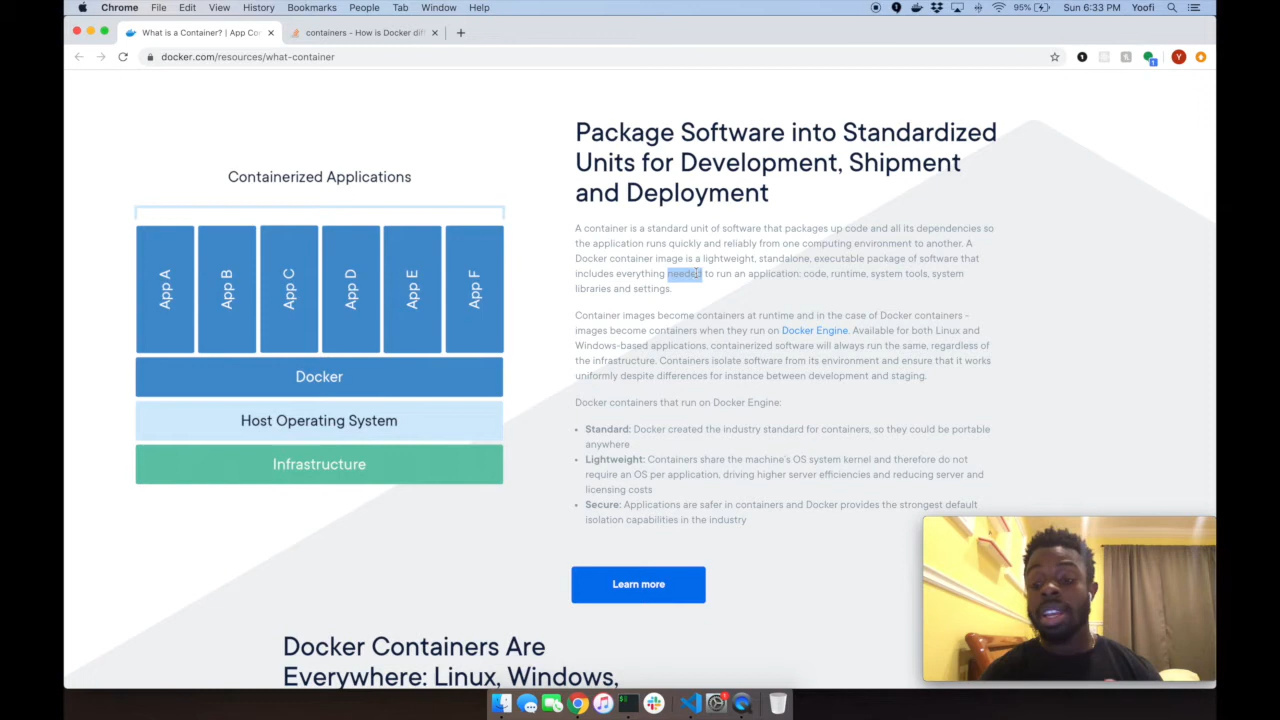 Chrome File Edit View History Bookmarks People Tab Window Help 95% Sun 6:33 PM Yoofi
What is a Container? | App Co
containers - How is Docker dif
docker.com/resources/what-container
Y
1
Package Software into Standardized
Units for Development, Shipment
and Deployment
A container is a standard unit of software that packages up code and all its dependencies so
the application runs quickly and reliably from one computing environment to another. A
Docker container image is a lightweight, standalone, executable package of software that
includes everything needed to run an application: code, runtime, system tools, system
libraries and settings.
Container images become containers at runtime and in the case of Docker containers -
images become containers when they run on Docker Engine. Available for both Linux and
Windows-based applications, containerized software will always run the same, regardless of
the infrastructure. Containers isolate software from its environment and ensure that it works
uniformly despite differences for instance between development and staging.
Docker containers that run on Docker Engine:
• Standard: Docker created the industry standard for containers, so they could be portable
anywhere
• Lightweight: Containers share the machine's OS system kernel and therefore do not
require an OS per application, driving higher server efficiencies and reducing server and
licensing costs
• Secure: Applications are safer in containers and Docker provides the strongest default
isolation capabilities in the industry
Learn more
Containerized Applications
App A
App B
App C
App D
App E
App F
Docker
Host Operating System
Infrastructure
Docker Containers Are
Everywhere: Linux, Windows,